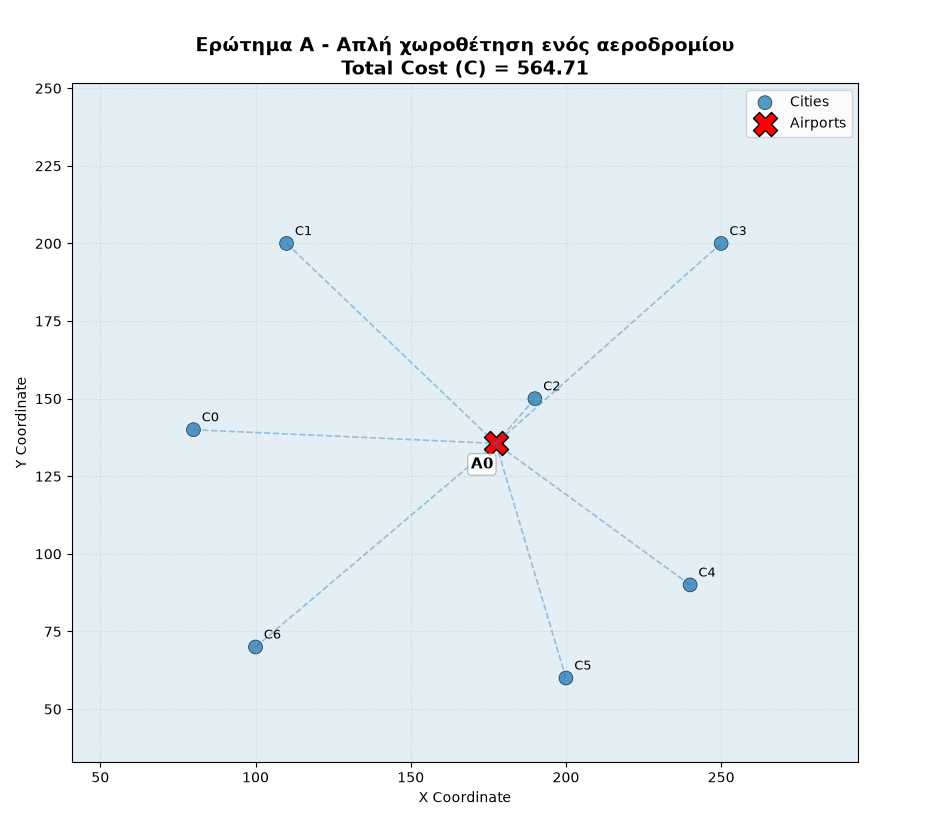 Ερώτημα Α - Απλή χωροθέτηση ενός αεροδρομίου
Total Cost (C) = 564.71
Cities
Airports
250
225
200
175
150
125
100
75
50
Y Coordinate
C1
C3
C2
C0
A0
C4
C6
C5
50
100
150
200
250
X Coordinate